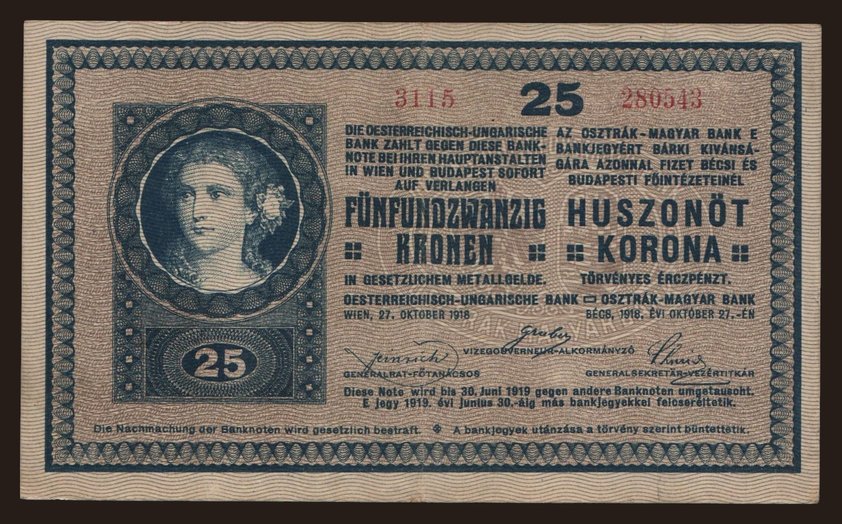 3115 25 280543
DIE OESTERREICHISCH-UNGARISCHE
BANK ZAHLT GEGEN DIESE BANK-
NOTE BEI IHREN HAUPTANSTALTEN
IN WIEN UND BUDAPEST SOFORT
AUF VERLANGEN
FÜNFUNDZWANZIG
KRONEN
IN GESETZLICHEM METALLGELDE.
OESTERREICHISCH-UNGARISCHE BANK
WIEN, 27. OKTOBER 1918
AZ OSZTRÁK-MAGYAR BANK E
BANKJEGYÉRT BÁRKI KIVÁNSÁ-
GÁRA AZONNAL FIZET BÉCSI ÉS
BUDAPESTI FŐINTÉZETEINÉL
HUSZONÖT
KORONA
TÖRVÉNYES ÉRCZPÉNZT.
OSZTRÁK-MAGYAR BANK
BÉCS, 1918. ÉVI OKTÓBER 27.-ÉN
VIZEGOUVERNEUR-ALKORMÁNYZÓ
GENERALRAT-FŐTANÁCSOS
GENERALSEKRETÄR-VEZÉRTITKÁR
25
Diese Note wird bis 30. Juni 1919 gegen andere Banknoten umgetauscht.
E jegy 1919. évi junius 30.-áig más bankjegyekkel felcseréltetik.
Die Nachmachung der Banknoten wird gesetzlich bestraft. A bankjegyek utánzása a törvény szerint büntettetik.